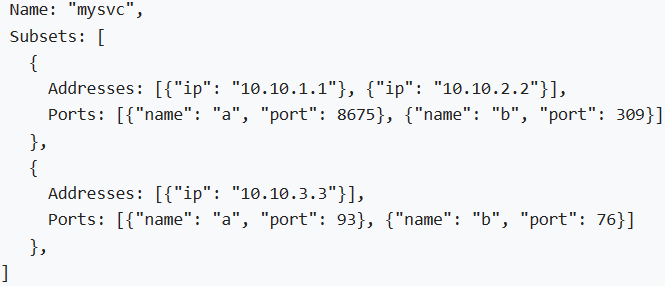 Name: "mysvc",
Subsets: [
{
Addresses: [{"ip": "10.10.1.1"}, {"ip": "10.10.2.2"}],
Ports: [{"name": "a", "port": 8675}, {"name": "b", "port": 309}]
},
{
Addresses: [{"ip": "10.10.3.3"}],
Ports: [{"name": "a", "port": 93}, {"name": "b", "port": 76}]
},
]